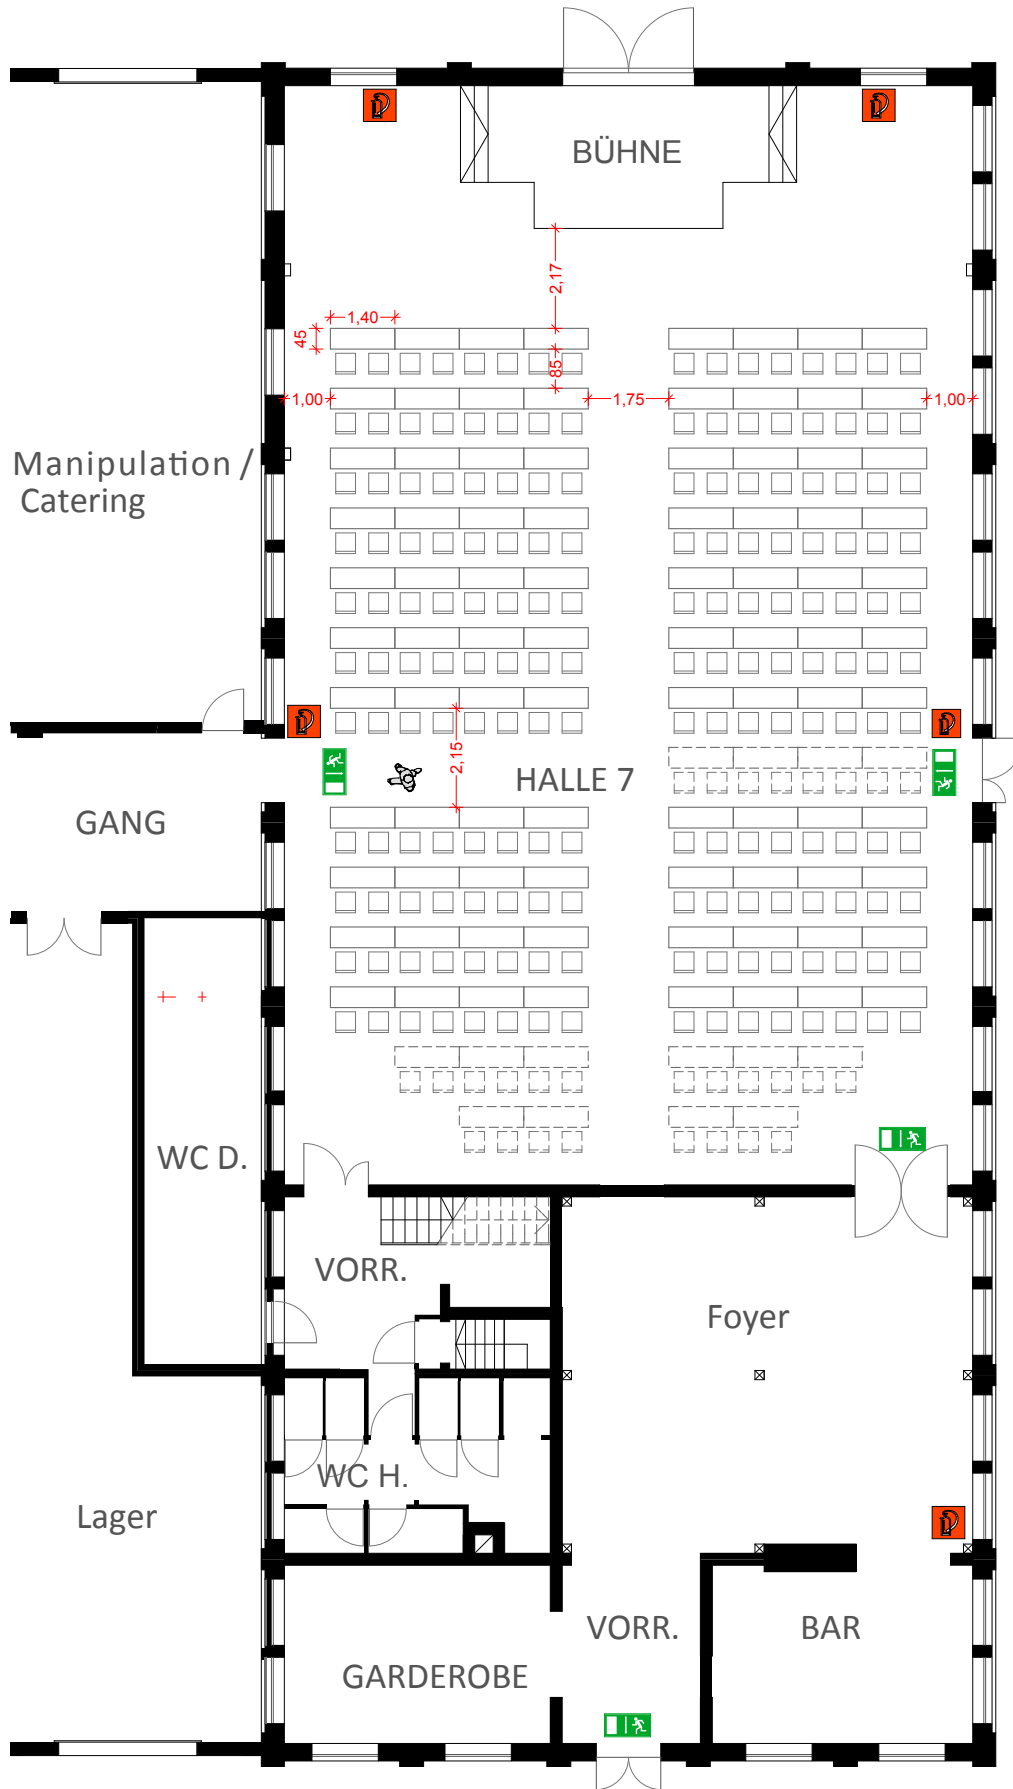 BÜHNE
2,17
1,40
45
85
1,00
1,75
1,00
Manipulation /
Catering
2,15
HALLE 7
GANG
WC D.
VORR.
Foyer
WC H.
Lager
VORR.
BAR
GARDEROBE